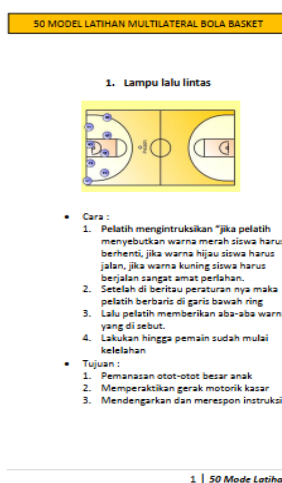 50 MODEL LATIHAN MULTILATERAL BOLA BASKET
1. Lampu lalu lintas
• Cara :
1. Pelatih mengintruksikan "jika pelatih
menyebutkan warna merah siswa harus
berhenti, jika warna hijau siswa harus
jalan, jika warna kuning siswa harus
berjalan sangat amat perlahan.
2. Setelah di beritau peraturan nya maka
pelatih berbaris di garis bawah ring
3. Lalu pelatih memberikan aba-aba warn
yang di sebut.
4. Lakukan hingga pemain sudah mulai
kelelahan
• Tujuan :
1. Pemanasan otot-otot besar anak
2. Memperaktikan gerak motorik kasar
3. Mendengarkan dan merespon instruksi
1 | 50 Mode Latiha